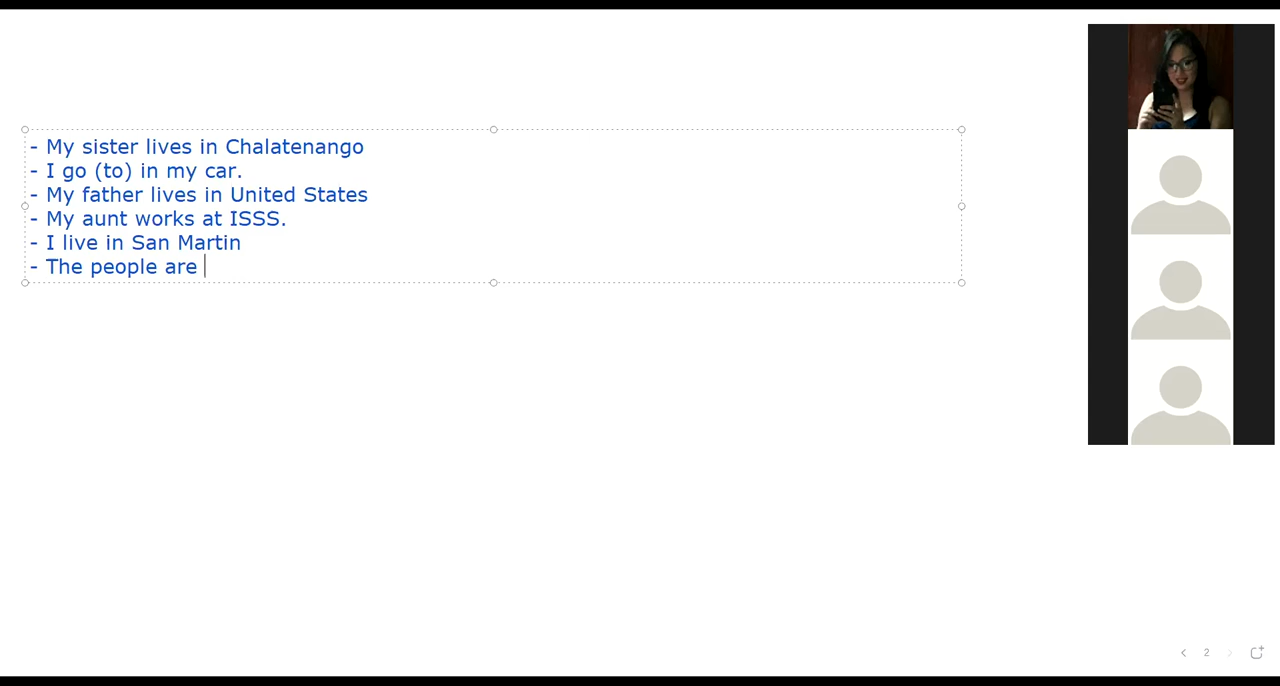 - My sister lives in Chalatenango
- I go (to) in my car.
- My father lives in United States
- My aunt works at ISSS.
- I live in San Martin
- The people are
2